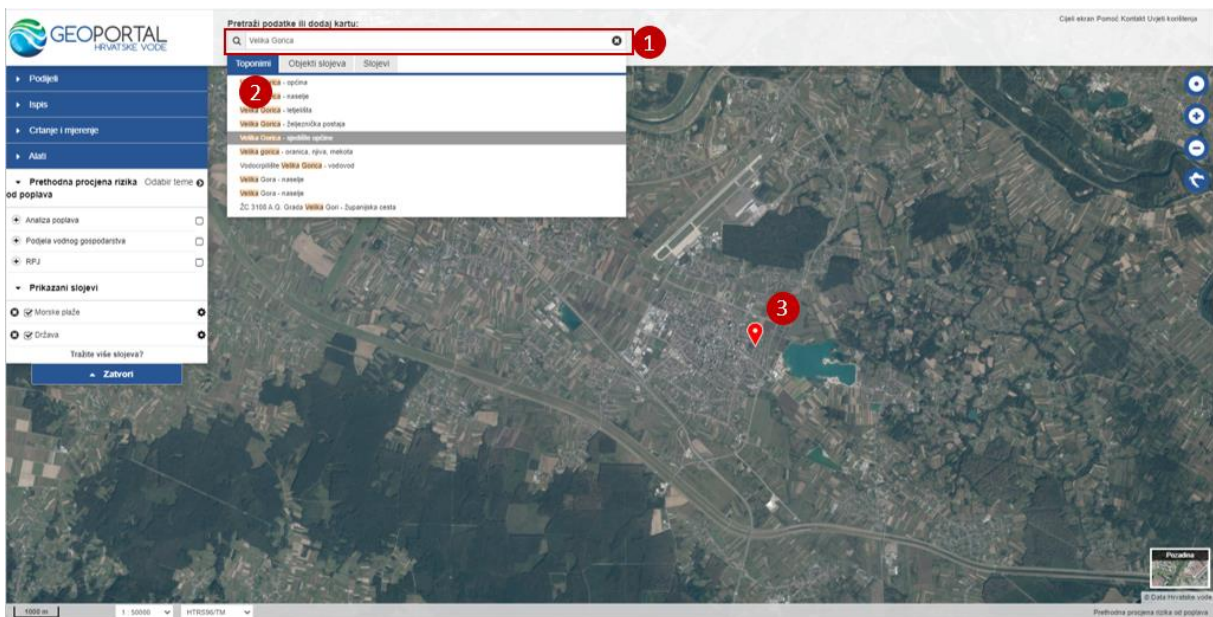 GEOPORTAL
HRVATSKE VODE
Pretraži podatke ili dodaj kartu:
Velika Gorica
1
Cijeli ekran Pomoć Kontakt Uvjeti korištenja
Toponimi Objekti slojeva Slojevi
2
- općina
- naselje
Velika Gorica - letjelišta
Velika Gorica - željeznička postaja
Velika Gorica - sjedište općine
Velika gorica - oranica, njiva, mekota
Vodocrpilište Velika Gorica - vodovod
Velika Gora - naselje
Velika Gora - naselje
ŽC 3108 A.G. Grada Velika Gori - županijska cesta
Podijeli
Ispis
Crtanje i mjerenje
Alati
Prethodna procjena rizika Odabir teme
od poplava
Analiza poplava
Podjela vodnog gospodarstva
RPJ
Prikazani slojevi
Morske plaže
Država
Tražite više slojeva?
Zatvori
3
Pozadina
© Data Hrvatske vode
1000 m
1 : 50000
HTRS96/TM
Prethodna procjena rizika od poplava